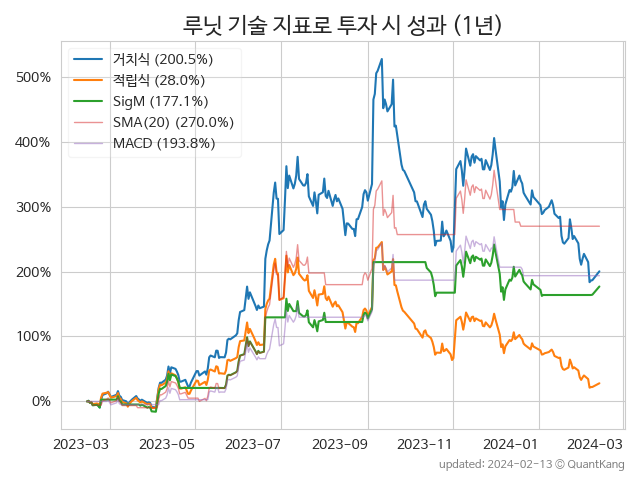 루닛 기술 지표로 투자 시 성과 (1년)
거치식 (200.5%)
적립식 (28.0%)
SigM (177.1%)
SMA(20) (270.0%)
MACD (193.8%)
500%
400%
300%
200%
100%
0%
2023-03 2023-05 2023-07 2023-09 2023-11 2024-01 2024-03
updated: 2024-02-13 ⓒ QuantKang